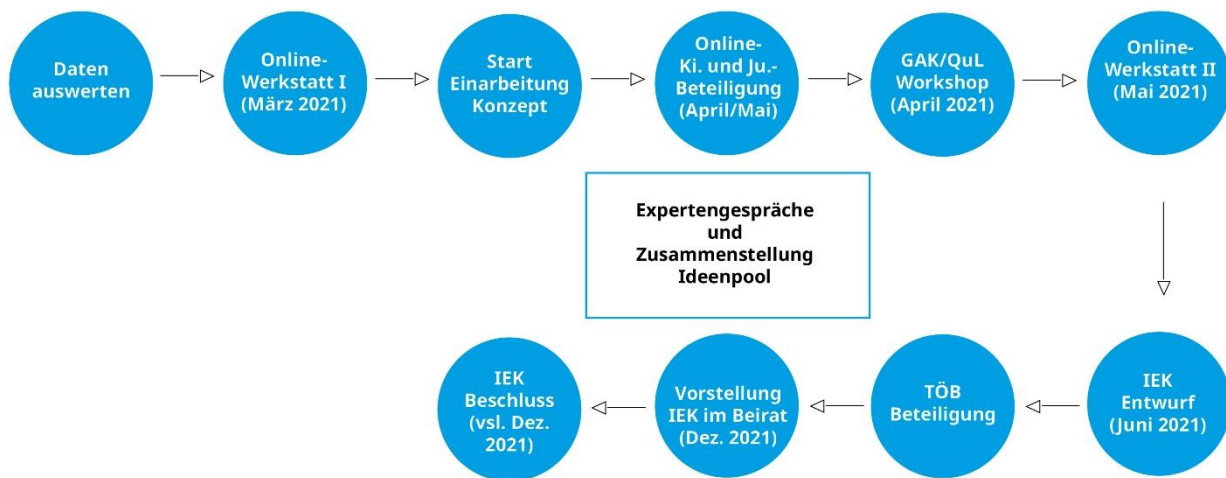 Daten
auswerten
Online-
Werkstatt I
(März 2021)
Start
Einarbeitung
Konzept
Online-
Ki. und Ju.-
Beteiligung
(April/Mai)
GAK/QuL
Workshop
(April 2021)
Online-
Werkstatt II
(Mai 2021)
Expertengespräche
und
Zusammenstellung
Ideenpool
IEK
Entwurf
(Juni 2021)
TÖB
Beteiligung
Vorstellung
IEK im Beirat
(Dez. 2021)
IEK
Beschluss
(vsl. Dez.
2021)